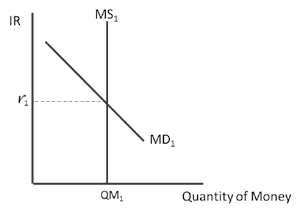 IR
MS₁
r₁
MD₁
QM₁
Quantity of Money